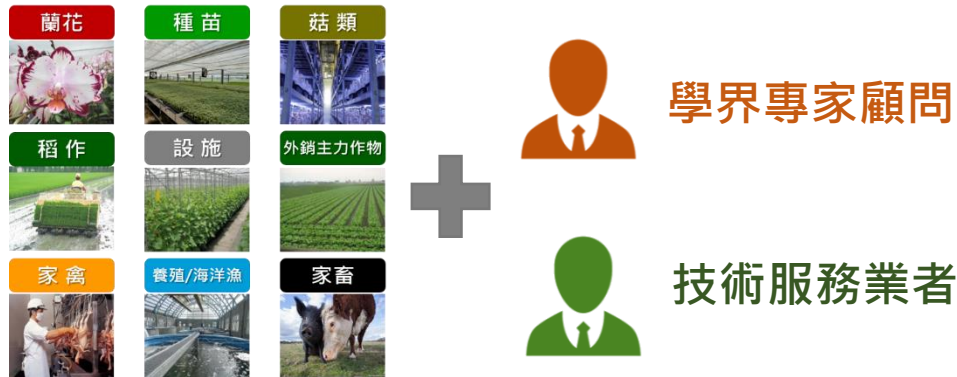 蘭花
種苗
菇類
稻作
設施
外銷主力作物
家禽
養殖/海洋漁
家畜
學界專家顧問
技術服務業者